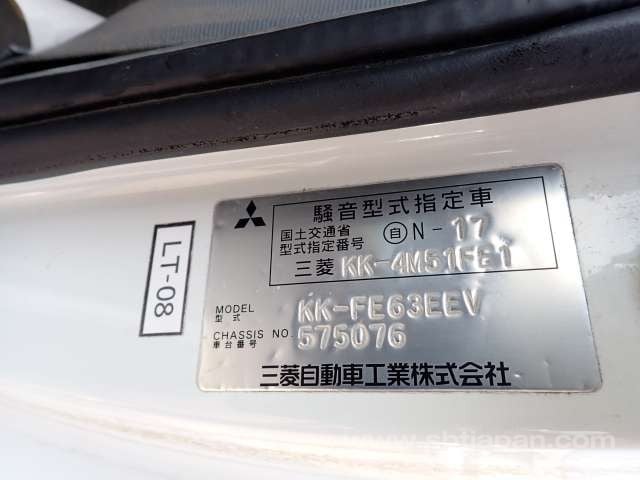 騒音型式指定車
国土交通省
型式指定番号
自 N-17
三菱 KK-4M51FE1
MODEL
型式
KK-FE63EEV
CHASSIS NO.
車台番号
575076
三菱自動車工業株式会社
LT-08
www.sbtjapan.com